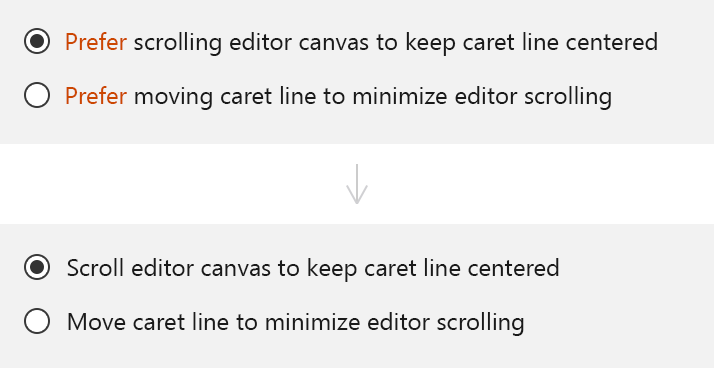 Prefer scrolling editor canvas to keep caret line centered
Prefer moving caret line to minimize editor scrolling
Scroll editor canvas to keep caret line centered
Move caret line to minimize editor scrolling